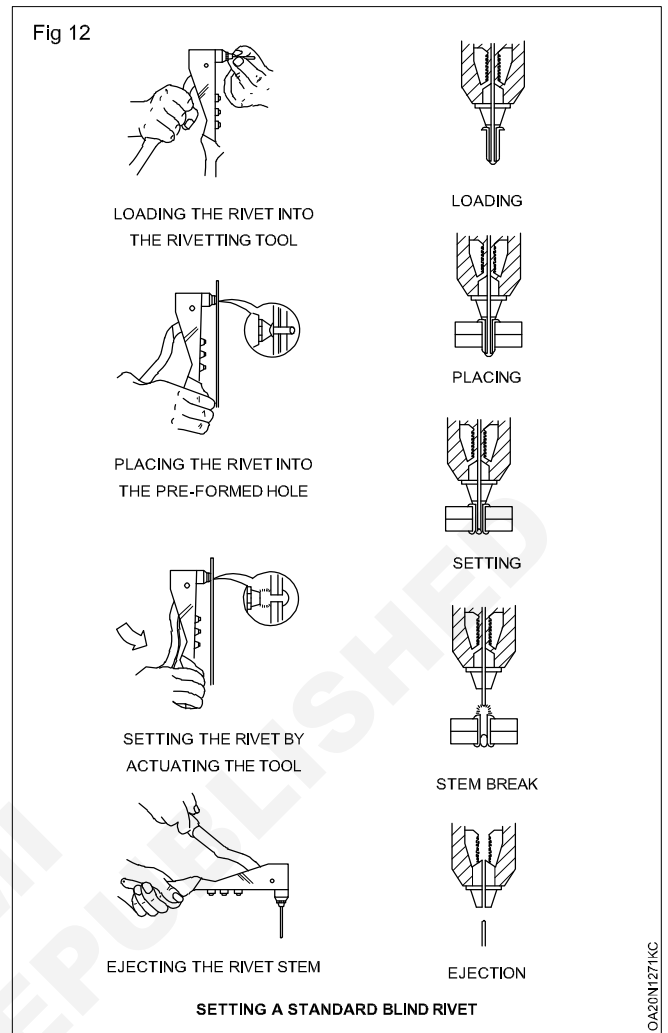 Fig 12
LOADING THE RIVET INTO
THE RIVETTING TOOL
LOADING
PLACING THE RIVET INTO
THE PRE-FORMED HOLE
PLACING
SETTING THE RIVET BY
ACTUATING THE TOOL
SETTING
STEM BREAK
EJECTING THE RIVET STEM
EJECTION
SETTING A STANDARD BLIND RIVET
OA20N1271KC